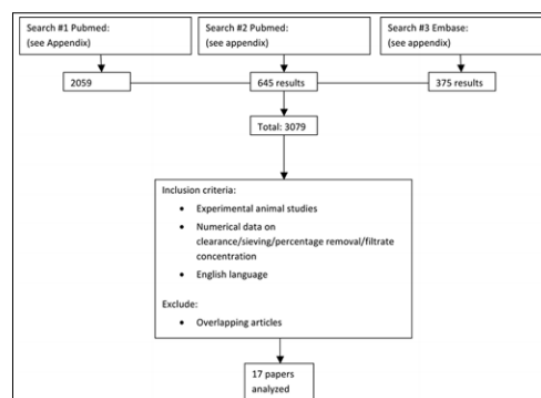 Search #1 Pubmed:
(see Appendix)
Search #2 Pubmed:
(see appendix)
Search #3 Embase:
(see appendix)
2059
645 results
375 results
Total: 3079
Inclusion criteria:
• Experimental animal studies
• Numerical data on
clearance/sieving/percentage removal/filtrate
concentration
• English language
Exclude:
• Overlapping articles
17 papers
analyzed